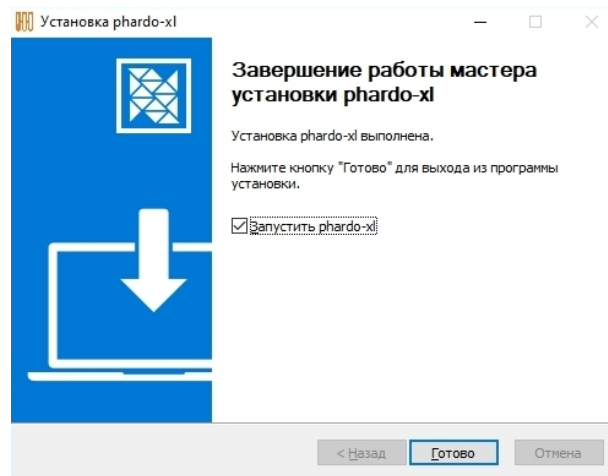 Установка phardo-xl
Завершение работы мастера
установки phardo-xl
Установка phardo-xl выполнена.
Нажмите кнопку "Готово" для выхода из программы
установки.
Запустить phardo-xl
< Назад Готово Отмена